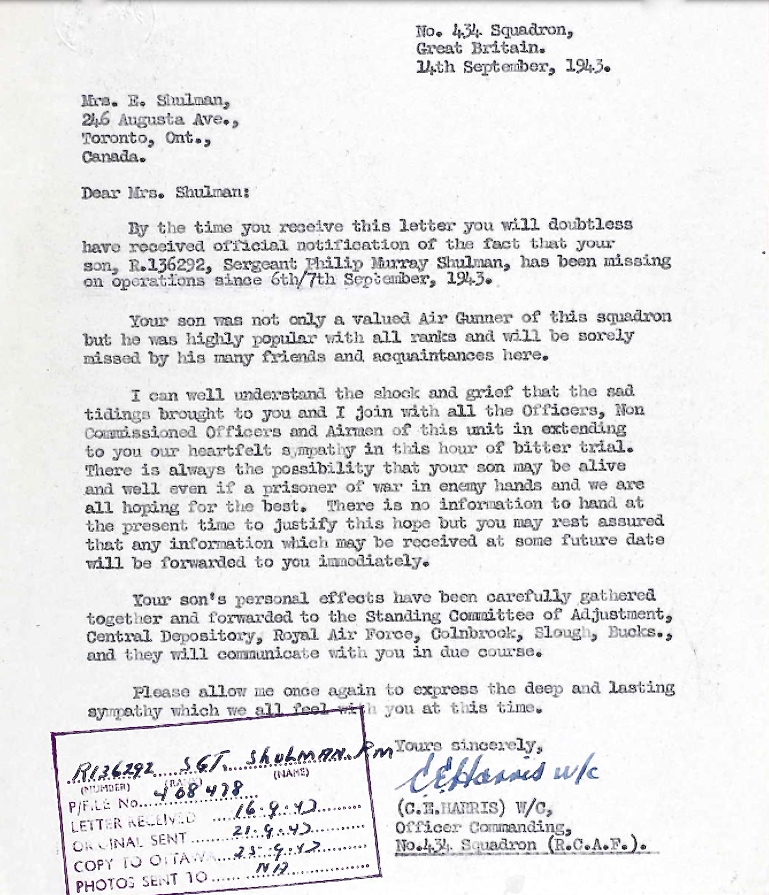 No. 434 Squadron,
Great Britain.
14th September, 1943.
Mrs. E. Shulman,
246 Augusta Ave.,
Toronto, Ont.,
Canada.
Dear Mrs. Shulman:
By the time you receive this letter you will doubtless
have received official notification of the fact that your
son, R.136292, Sergeant Philip Murray Shulman, has been missing
on operations since 6th/7th September, 1943.
Your son was not only a valued Air Gunner of this squadron
but he was highly popular with all ranks and will be sorely
missed by his many friends and acquaintances here.
I can well understand the shock and grief that the sad
tidings brought to you and I join with all the Officers, Non
Commissioned Officers and Airmen of this unit in extending
to you our heartfelt sympathy in this hour of bitter trial.
There is always the possibility that your son may be alive
and well even if a prisoner of war in enemy hands and we are
all hoping for the best. There is no information to hand at
the present time to justify this hope but you may rest assured
that any information which may be received at some future date
will be forwarded to you immediately.
Your son's personal effects have been carefully gathered
together and forwarded to the Standing Committee of Adjustment,
Central Depository, Royal Air Force, Colnbrook, Slough, Bucks.,
and they will communicate with you in due course.
Please allow me once again to express the deep and lasting
sympathy which we all feel with you at this time.
Yours sincerely,
C E Harris w/c
(C.E.HARRIS) W/C,
Officer Commanding,
No.434 Squadron (R.C.A.F.).
R136292 SGT. SHULMAN. P M
(NUMBER) (RANK) (NAME)
P/FILE No. 408478
LETTER RECEIVED 16.9.43
ORIGINAL SENT 21.9.43
COPY TO OTTAWA 23.9.43
PHOTOS SENT TO